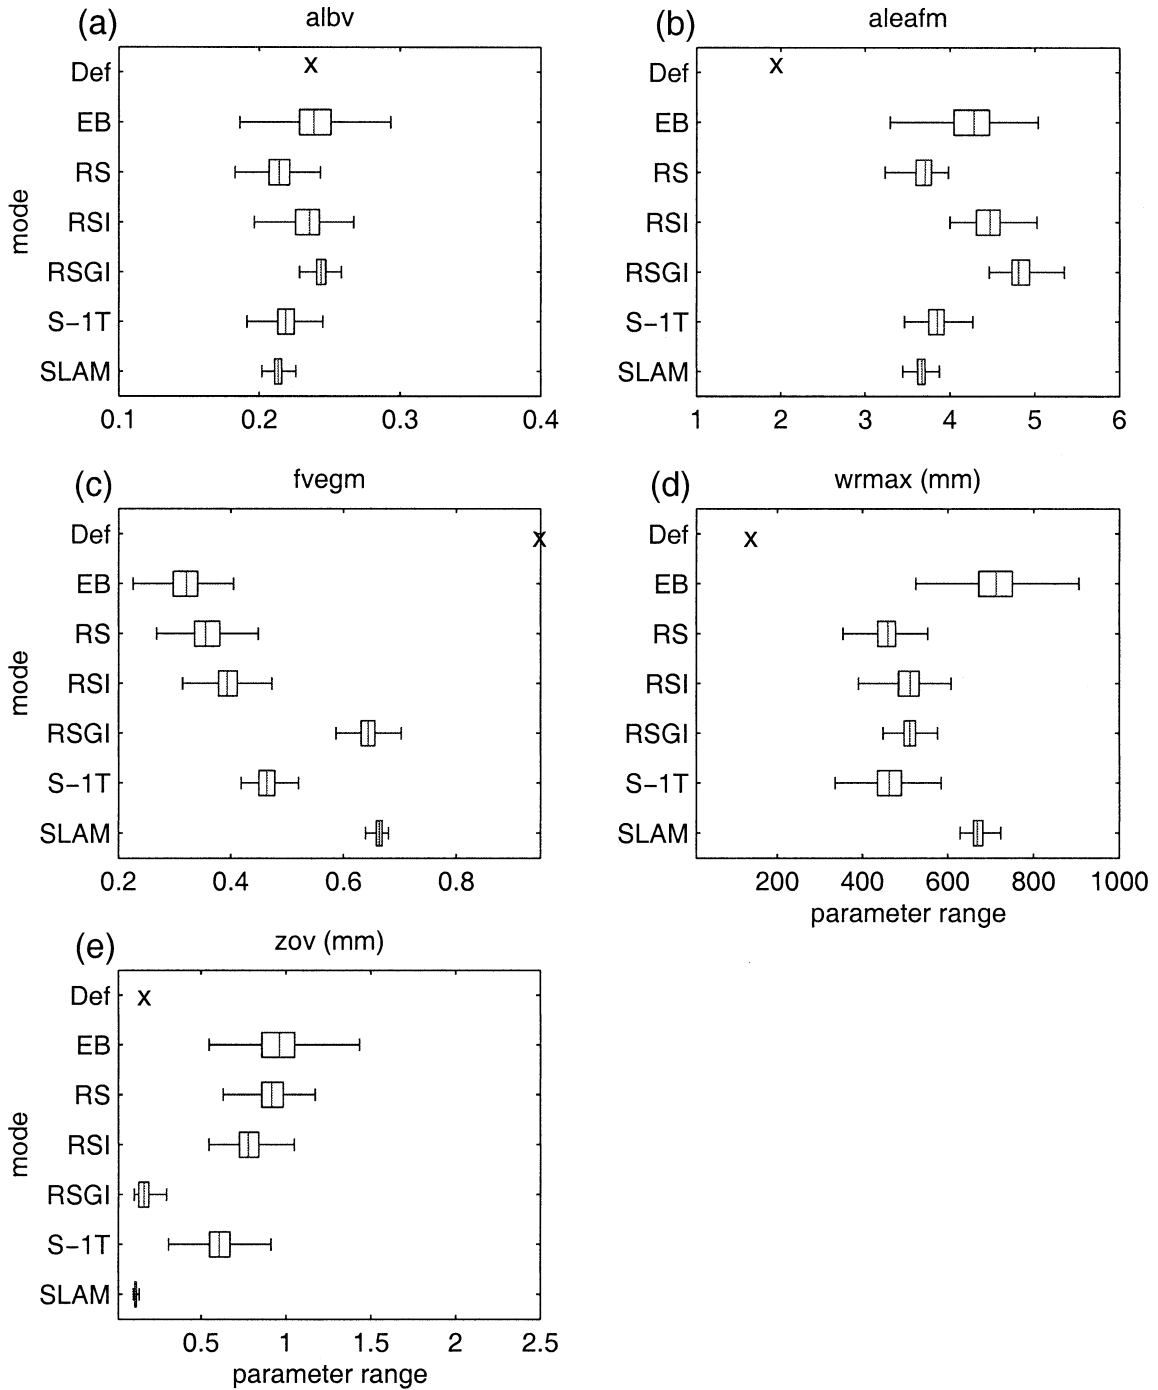 (a) albv
Def x
EB
RS
RSI
RSGI
S-1T
SLAM
mode
0.1 0.2 0.3 0.4
(b) aleafm
Def x
EB
RS
RSI
RSGI
S-1T
SLAM
1 2 3 4 5 6
(c) fvegm
Def x
EB
RS
RSI
RSGI
S-1T
SLAM
mode
0.2 0.4 0.6 0.8
(d) wrmax (mm)
Def x
EB
RS
RSI
RSGI
S-1T
SLAM
200 400 600 800 1000
parameter range
(e) zov (mm)
Def x
EB
RS
RSI
RSGI
S-1T
SLAM
mode
0.5 1 1.5 2 2.5
parameter range